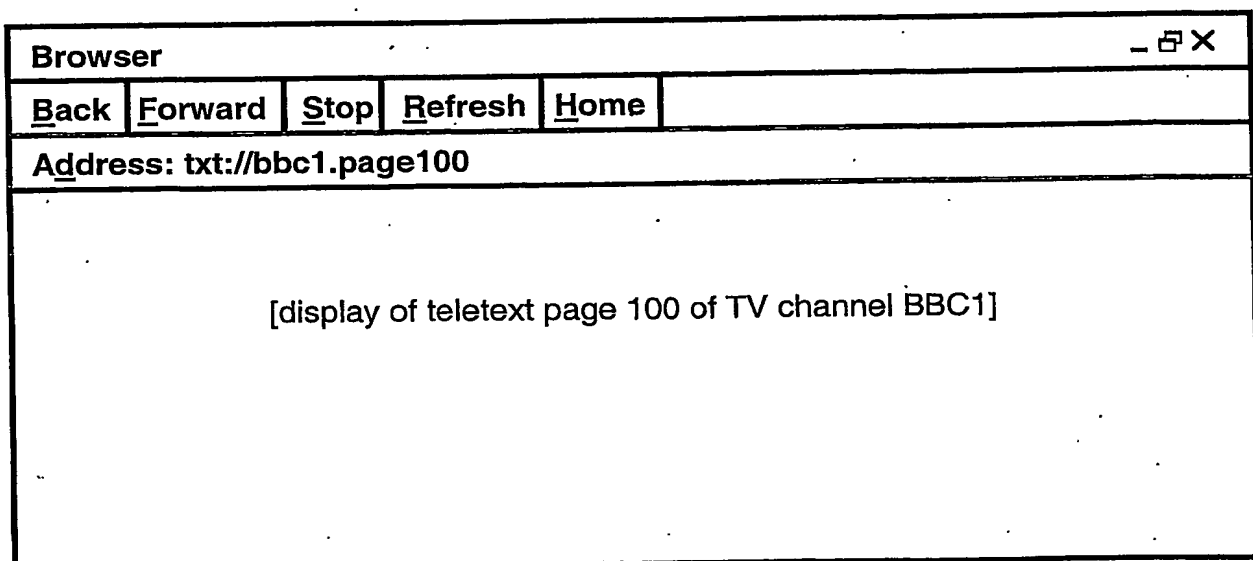 Browser
Back Forward Stop Refresh Home
Address: txt://bbc1.page100
[display of teletext page 100 of TV channel BBC1]